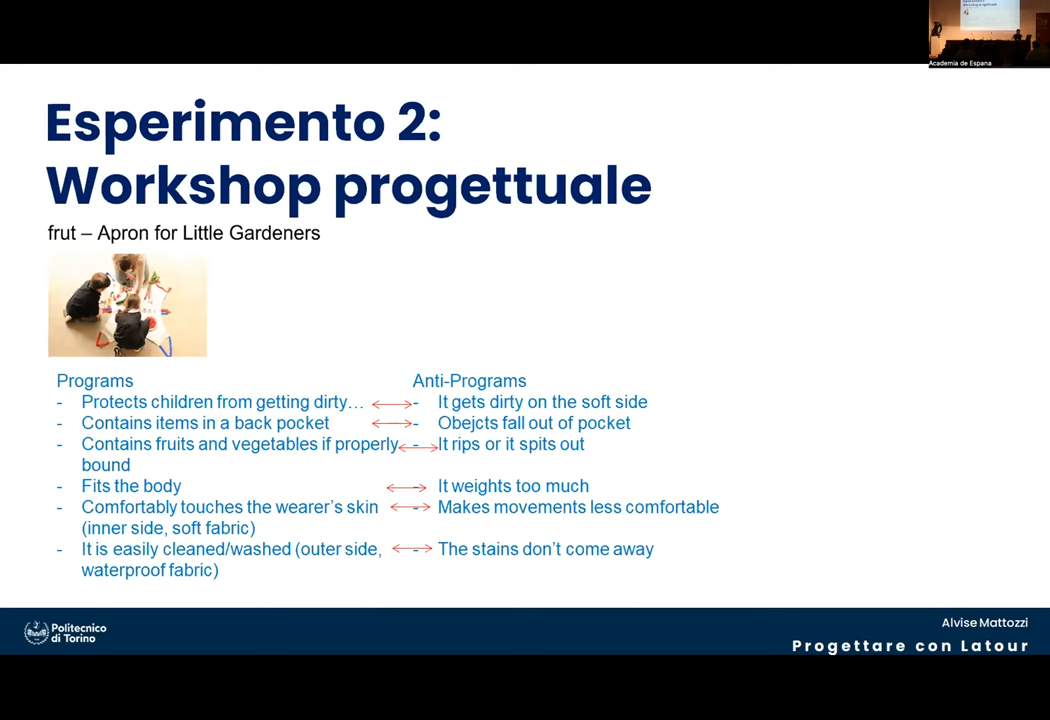 Academia de Espana
Esperimento 2:
Workshop progettuale
frut – Apron for Little Gardeners
Programs
- Protects children from getting dirty…
- Contains items in a back pocket
- Contains fruits and vegetables if properly
bound
- Fits the body
- Comfortably touches the wearer's skin
(inner side, soft fabric)
- It is easily cleaned/washed (outer side,
waterproof fabric)
Anti-Programs
- It gets dirty on the soft side
- Obejcts fall out of pocket
- It rips or it spits out
- It weights too much
- Makes movements less comfortable
- The stains don't come away
Politecnico
di Torino
Alvise Mattozzi
Progettare con Latour